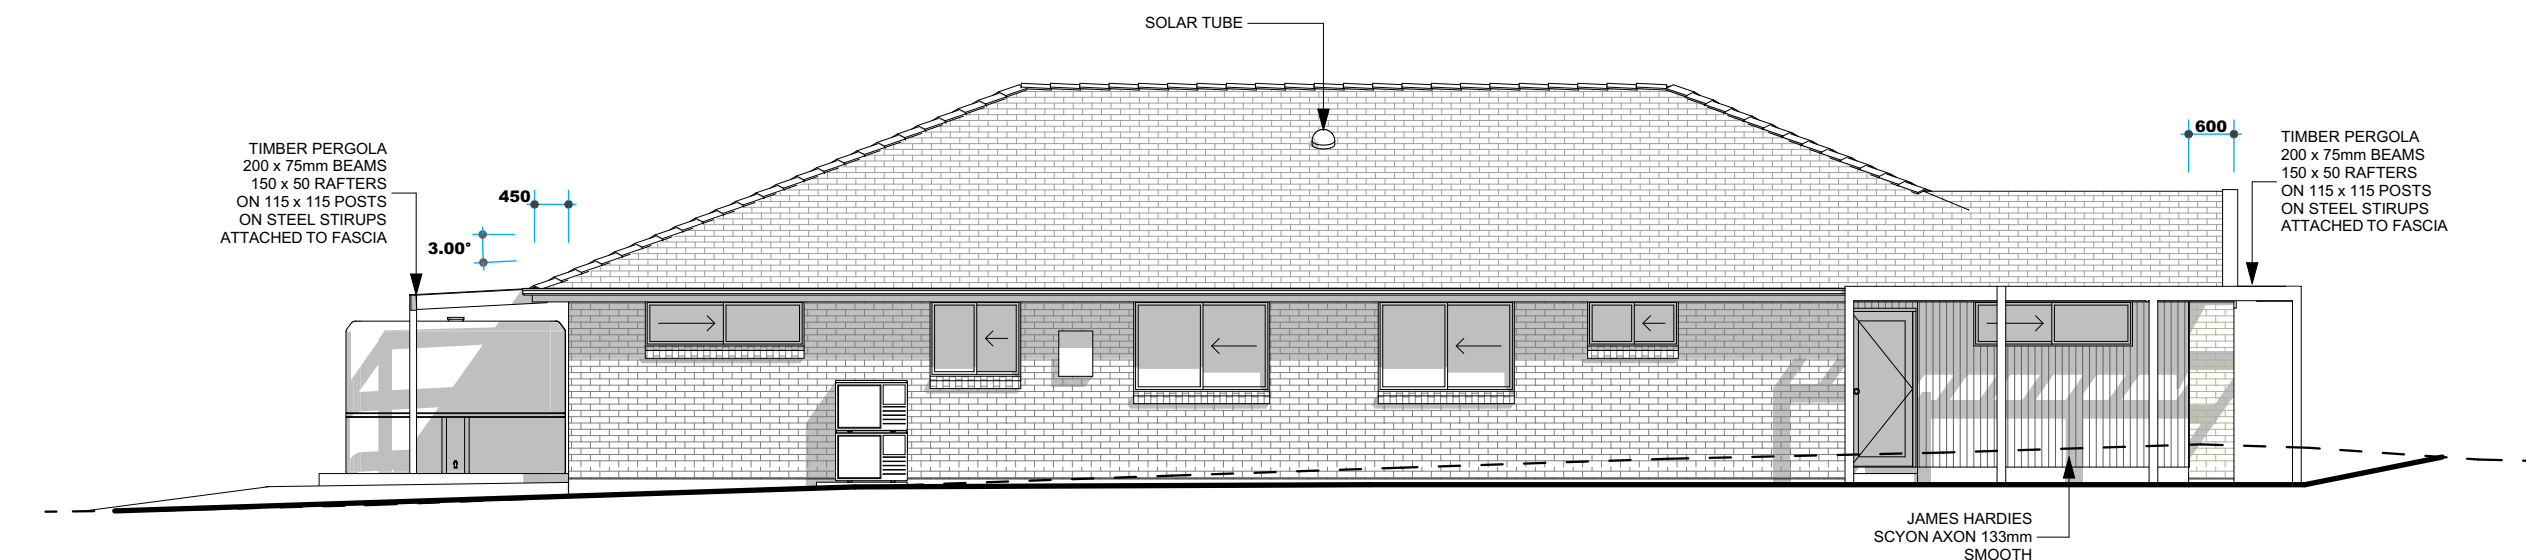 SOLAR TUBE
TIMBER PERGOLA
200 x 75mm BEAMS
150 x 50 RAFTERS
ON 115 x 115 POSTS
ON STEEL STIRUPS
ATTACHED TO FASCIA
450
3.00°
600
TIMBER PERGOLA
200 x 75mm BEAMS
150 x 50 RAFTERS
ON 115 x 115 POSTS
ON STEEL STIRUPS
ATTACHED TO FASCIA
JAMES HARDIES
SCYON AXON 133mm
SMOOTH